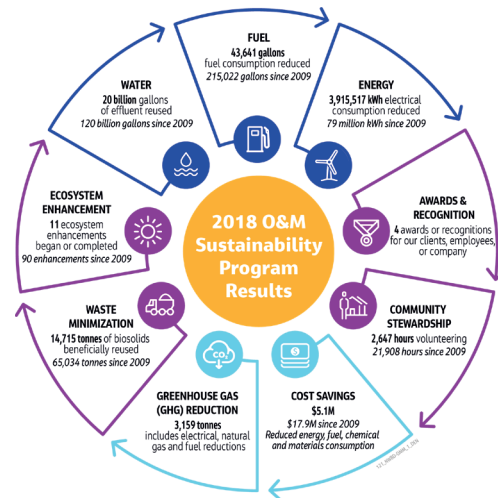 FUEL
43,641 gallons
fuel consumption reduced
215,022 gallons since 2009
ENERGY
3,915,517 kWh electrical
consumption reduced
79 million kWh since 2009
AWARDS &
RECOGNITION
4 awards or recognitions
for our clients, employees,
or company
COMMUNITY
STEWARDSHIP
2,647 hours volunteering
21,908 hours since 2009
COST SAVINGS
$5.1M
$17.9M since 2009
Reduced energy, fuel, chemical
and materials consumption
GREENHOUSE GAS
(GHG) REDUCTION
3,159 tonnes
includes electrical, natural
gas and fuel reductions
WASTE
MINIMIZATION
14,715 tonnes of biosolids
beneficially reused
65,034 tonnes since 2009
ECOSYSTEM
ENHANCEMENT
11 ecosystem
enhancements
began or completed
90 enhancements since 2009
WATER
20 billion gallons
of effluent reused
120 billion gallons since 2009
2018 O&M
Sustainability
Program
Results
CO₂
$